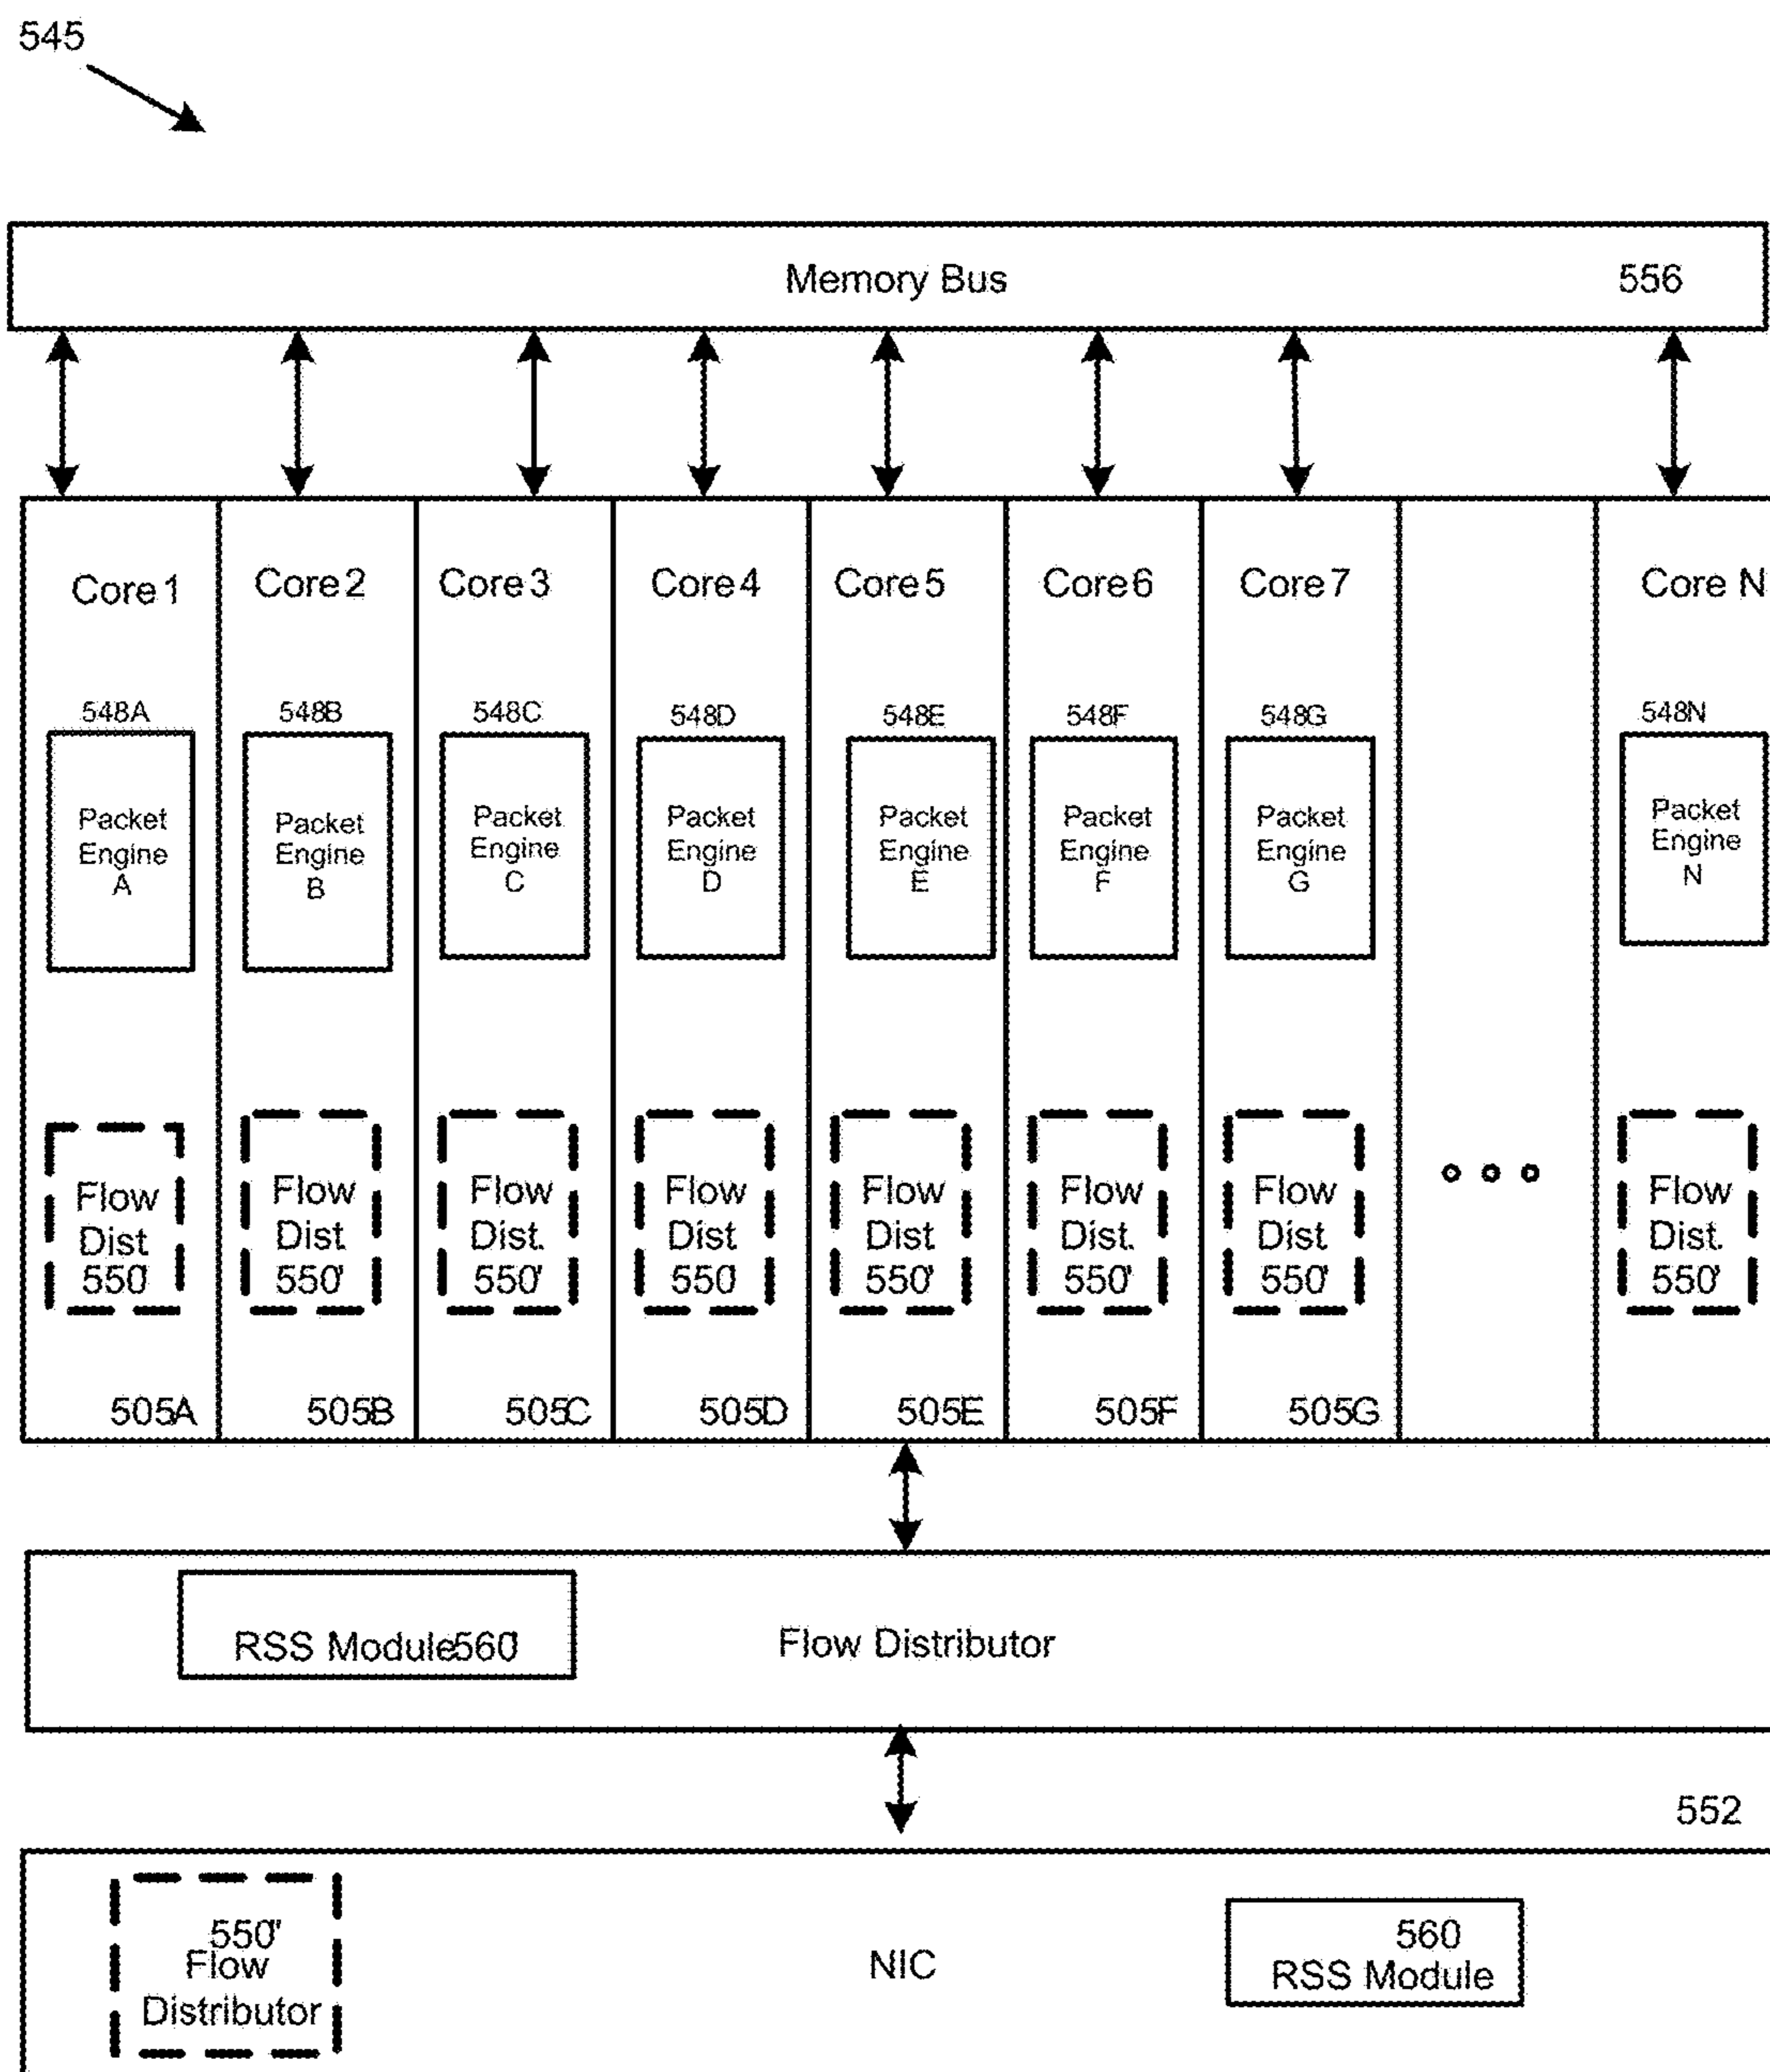 545
Memory Bus 556
Core 1 Core 2 Core 3 Core 4 Core 5 Core 6 Core 7 Core N
548A 548B 548C 548D 548E 548F 548G 548N
Packet Packet Packet Packet Packet Packet Packet Packet
Engine Engine Engine Engine Engine Engine Engine Engine
A B C D E F G N
Flow Flow Flow Flow Flow Flow Flow Flow
Dist Dist. Dist. Dist. Dist Dist. Dist. Dist.
550' 550' 550' 550' 550' 550' 550' 550'
505A 505B 505C 505D 505E 505F 505G
RSS Module 560' Flow Distributor
552
550"
Flow
Distributor
NIC
560
RSS Module